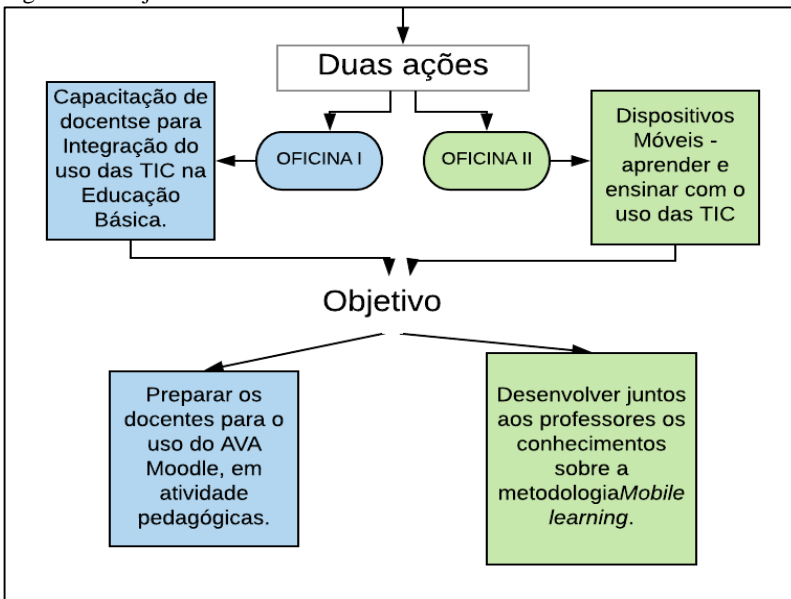 Duas ações
Capacitação de
docentse para
Integração do
uso das TIC na
Educação
Básica.
OFICINA I
OFICINA II
Dispositivos
Móveis -
aprender e
ensinar com o
uso das TIC
Objetivo
Preparar os
docentes para o
uso do AVA
Moodle, em
atividade
pedagógicas.
Desenvolver juntos
aos professores os
conhecimentos
sobre a
metodologiaMobile
learning.